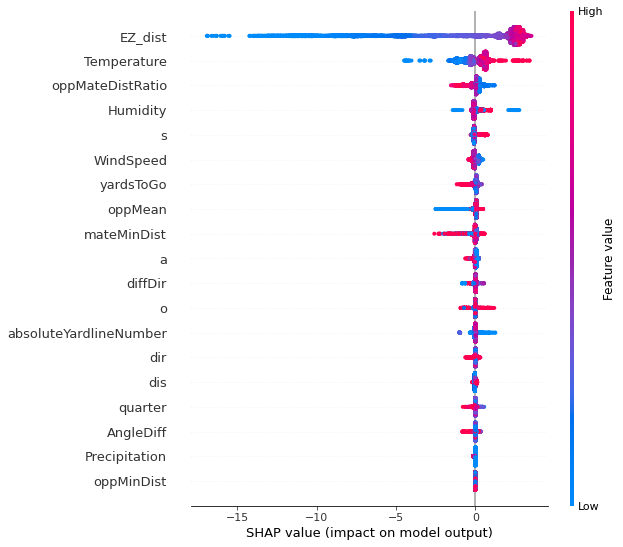 High
EZ_dist
Temperature
oppMateDistRatio
Humidity
s
WindSpeed
yardsToGo
oppMean
mateMinDist
a
diffDir
o
absoluteYardlineNumber
dir
dis
quarter
AngleDiff
Precipitation
oppMinDist
Feature value
Low
−15 −10 −5 0
SHAP value (impact on model output)